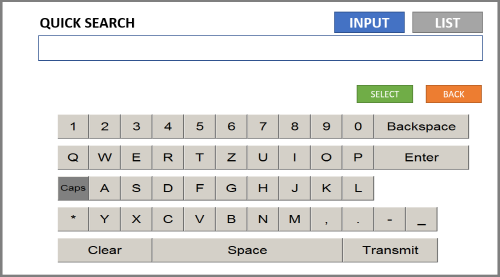 QUICK SEARCH INPUT LIST
SELECT BACK
1 2 3 4 5 6 7 8 9 0 Backspace
Q W E R T Z U I O P Enter
Caps A S D F G H J K L
* Y X C V B N M , . - _
Clear Space Transmit